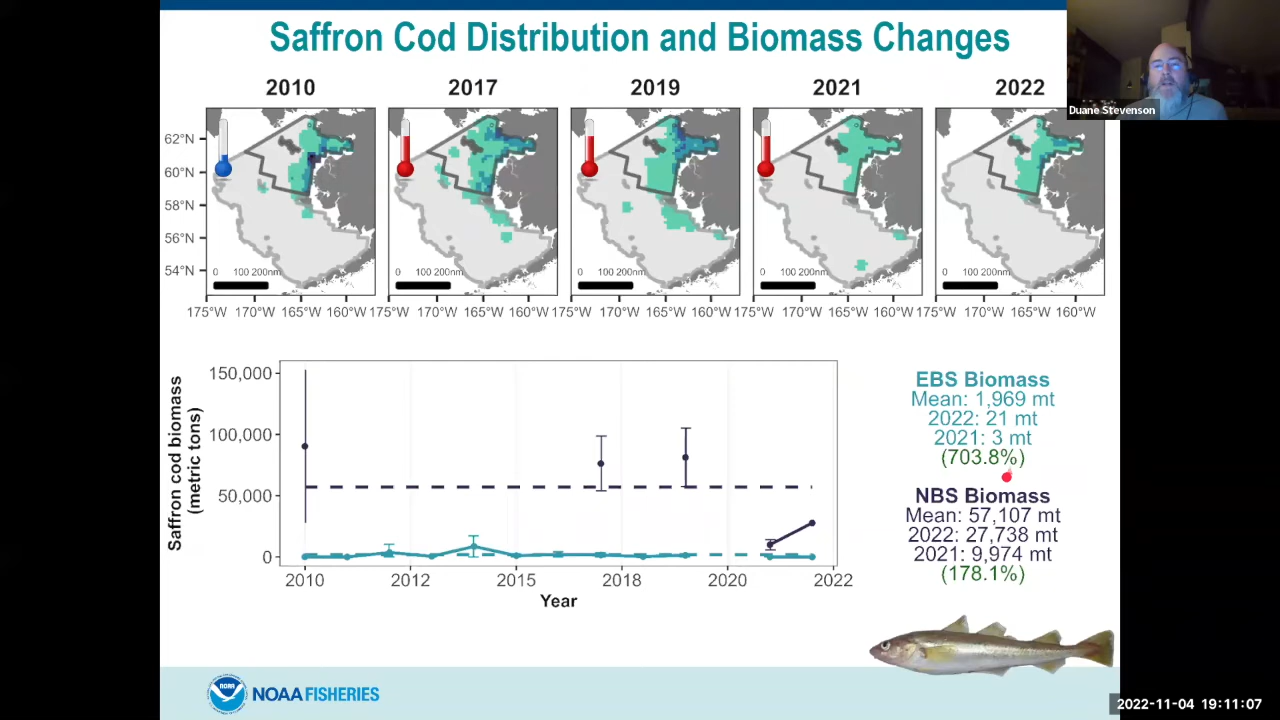 Saffron Cod Distribution and Biomass Changes
2010 2017 2019 2021 2022
Duane Stevenson
62°N
60°N
58°N
56°N
54°N
0 100 200nm 0 100 200nm 0 100 200nm 0 100 200nm 0 100 200nm
175°W 170°W 165°W 160°W 175°W 170°W 165°W 160°W 175°W 170°W 165°W 160°W 175°W 170°W 165°W 160°W 175°W 170°W 165°W 160°W
Saffron cod biomass
(metric tons)
150,000
100,000
50,000
0
2010 2012 2015 2018 2020 2022
Year
EBS Biomass
Mean: 1,969 mt
2022: 21 mt
2021: 3 mt
(703.8%)
NBS Biomass
Mean: 57,107 mt
2022: 27,738 mt
2021: 9,974 mt
(178.1%)
NOAA
NOAA FISHERIES
2022-11-04 19:11:07